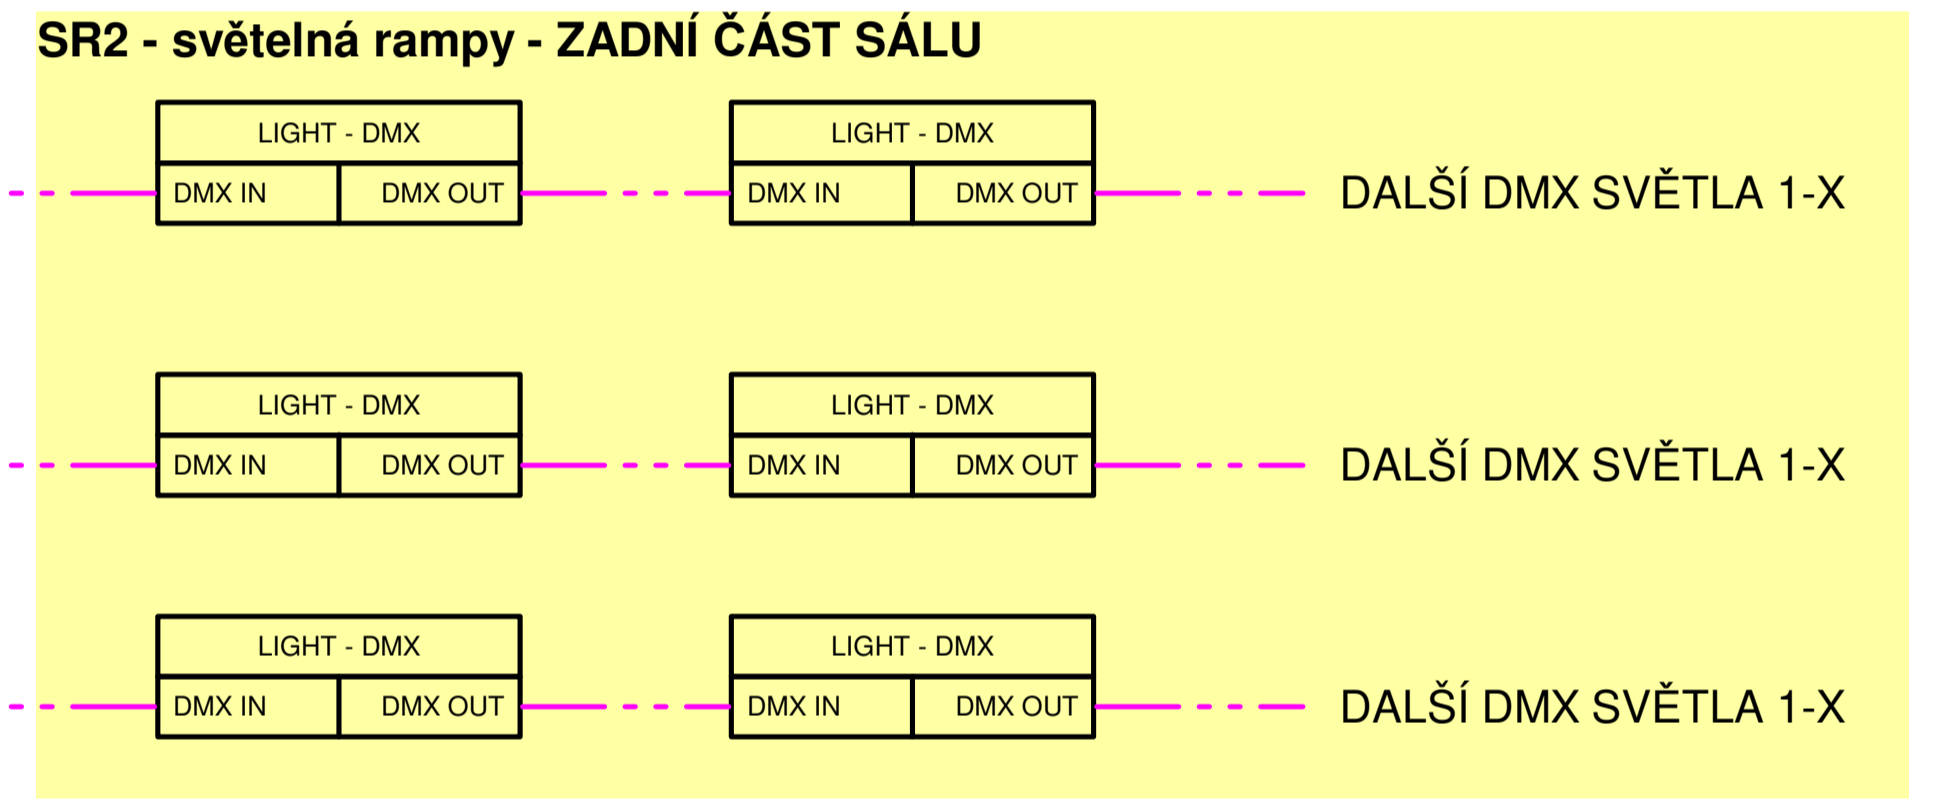 SR2 - světelná rampy - ZADNÍ ČÁST SÁLU
LIGHT - DMX
LIGHT - DMX
DMX IN
DMX OUT
DMX IN
DMX OUT
DALŠÍ DMX SVĚTLA 1-X
LIGHT - DMX
LIGHT - DMX
DMX IN
DMX OUT
DMX IN
DMX OUT
DALŠÍ DMX SVĚTLA 1-X
LIGHT - DMX
LIGHT - DMX
DMX IN
DMX OUT
DMX IN
DMX OUT
DALŠÍ DMX SVĚTLA 1-X